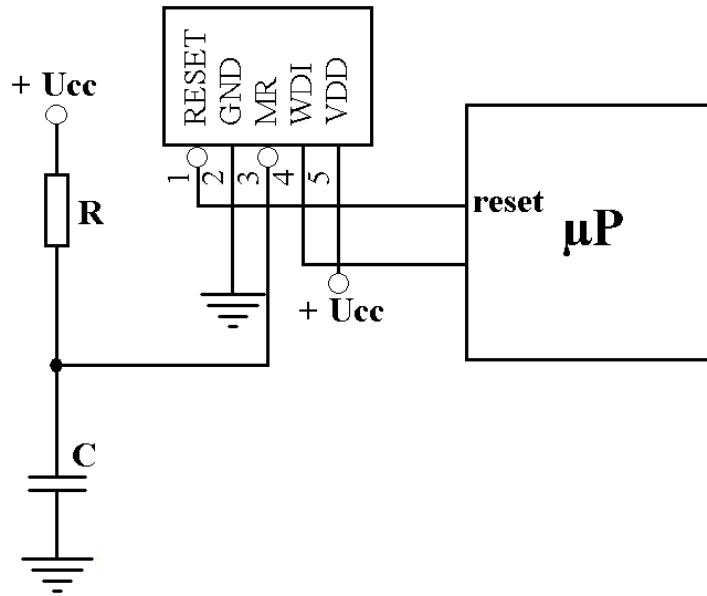 + Ucc
RESET
GND
MR
WDI
VDD
1
2
3
4
5
reset
μP
R
+ Ucc
C